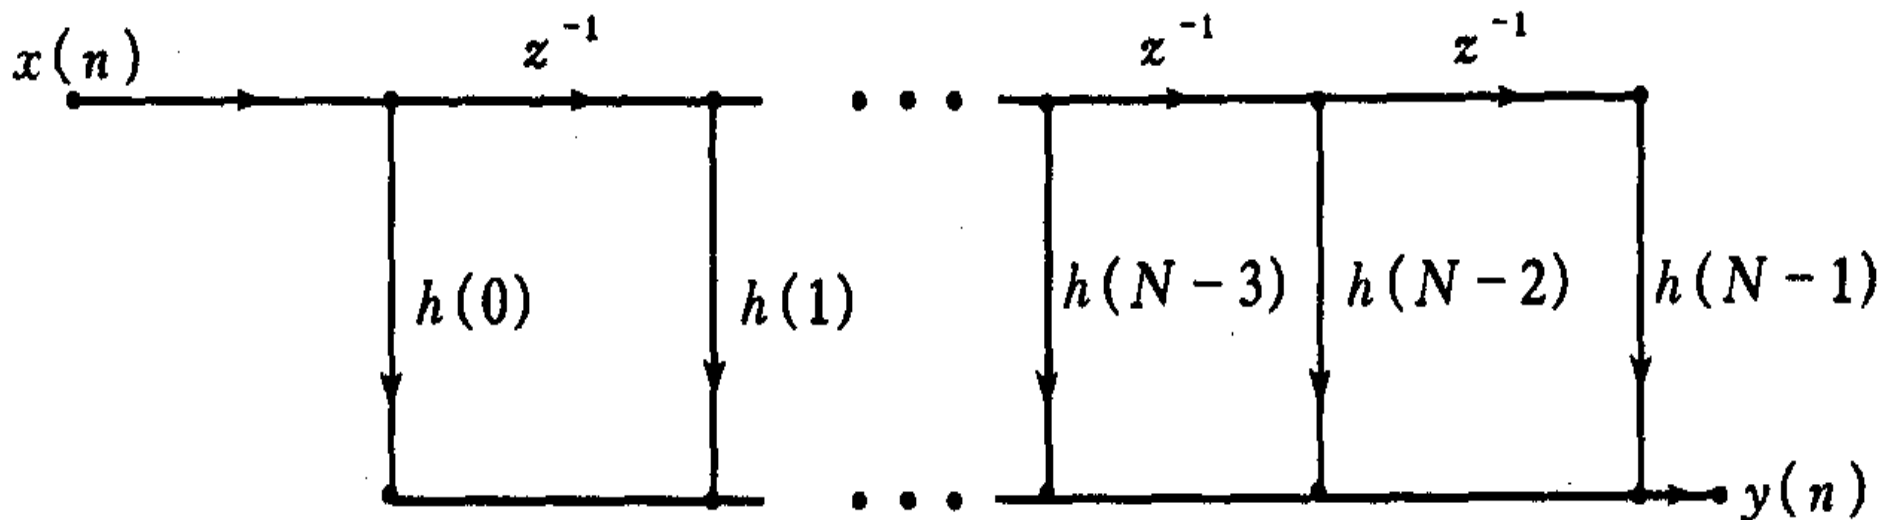 x(n) z⁻¹ z⁻¹ z⁻¹
h(0) h(1) h(N-3) h(N-2) h(N-1)
y(n)